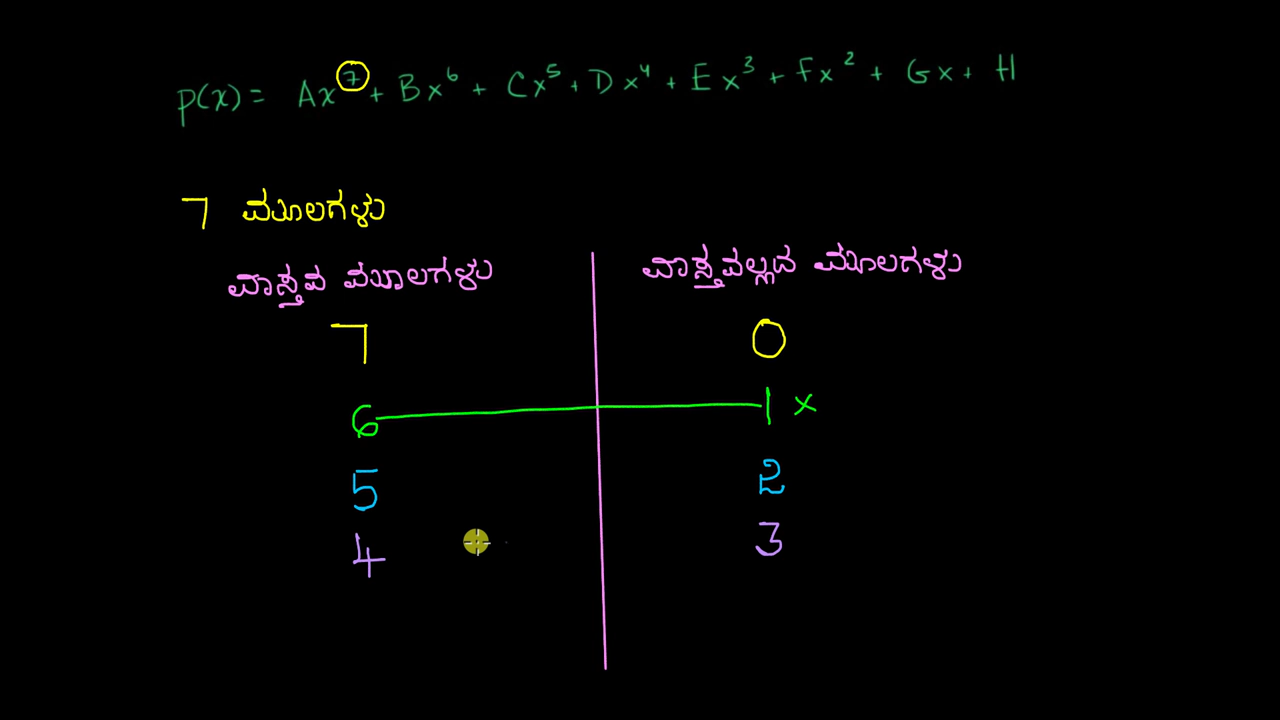 P(x) = Ax⁷ + Bx⁶ + Cx⁵ + Dx⁴ + Ex³ + Fx² + Gx + H
7 ಮೂಲಗಳು
ವಾಸ್ತವ ಮೂಲಗಳು ವಾಸ್ತವಲ್ಲದ ಮೂಲಗಳು
7 0
6 1 ×
5 2
4 3